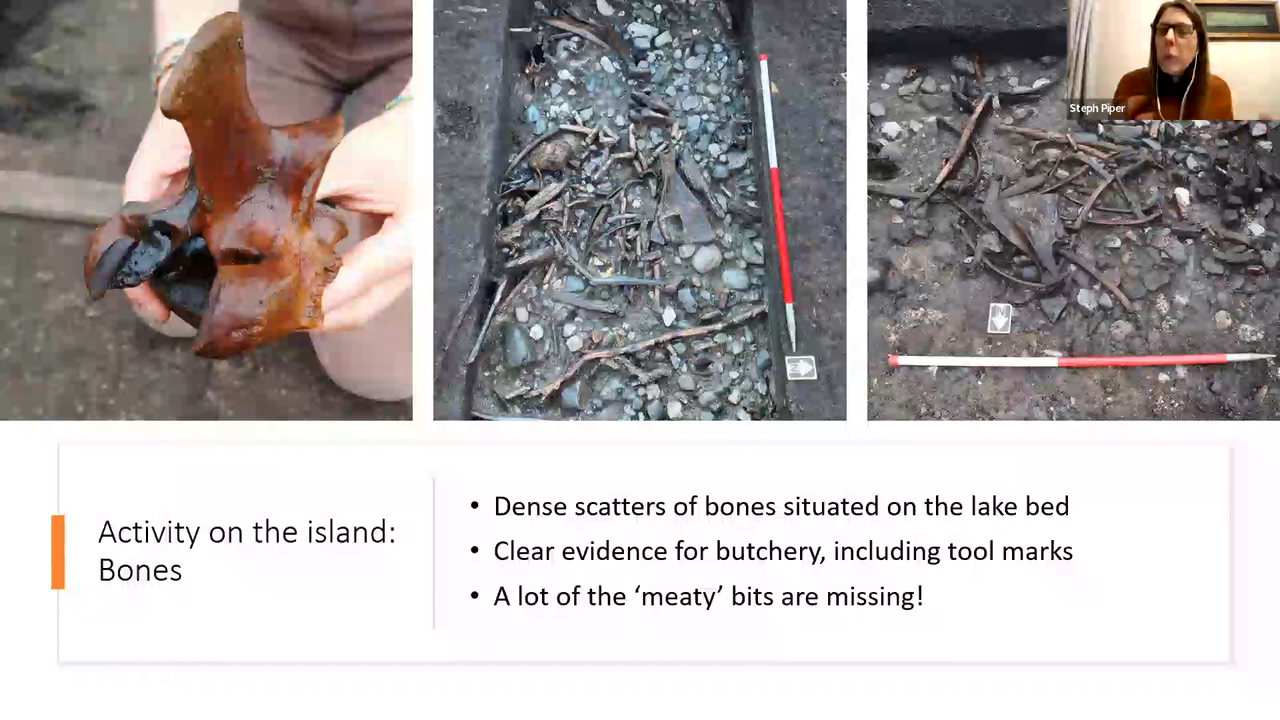 Steph Piper
N
N
Activity on the island:
Bones
• Dense scatters of bones situated on the lake bed
• Clear evidence for butchery, including tool marks
• A lot of the ‘meaty’ bits are missing!